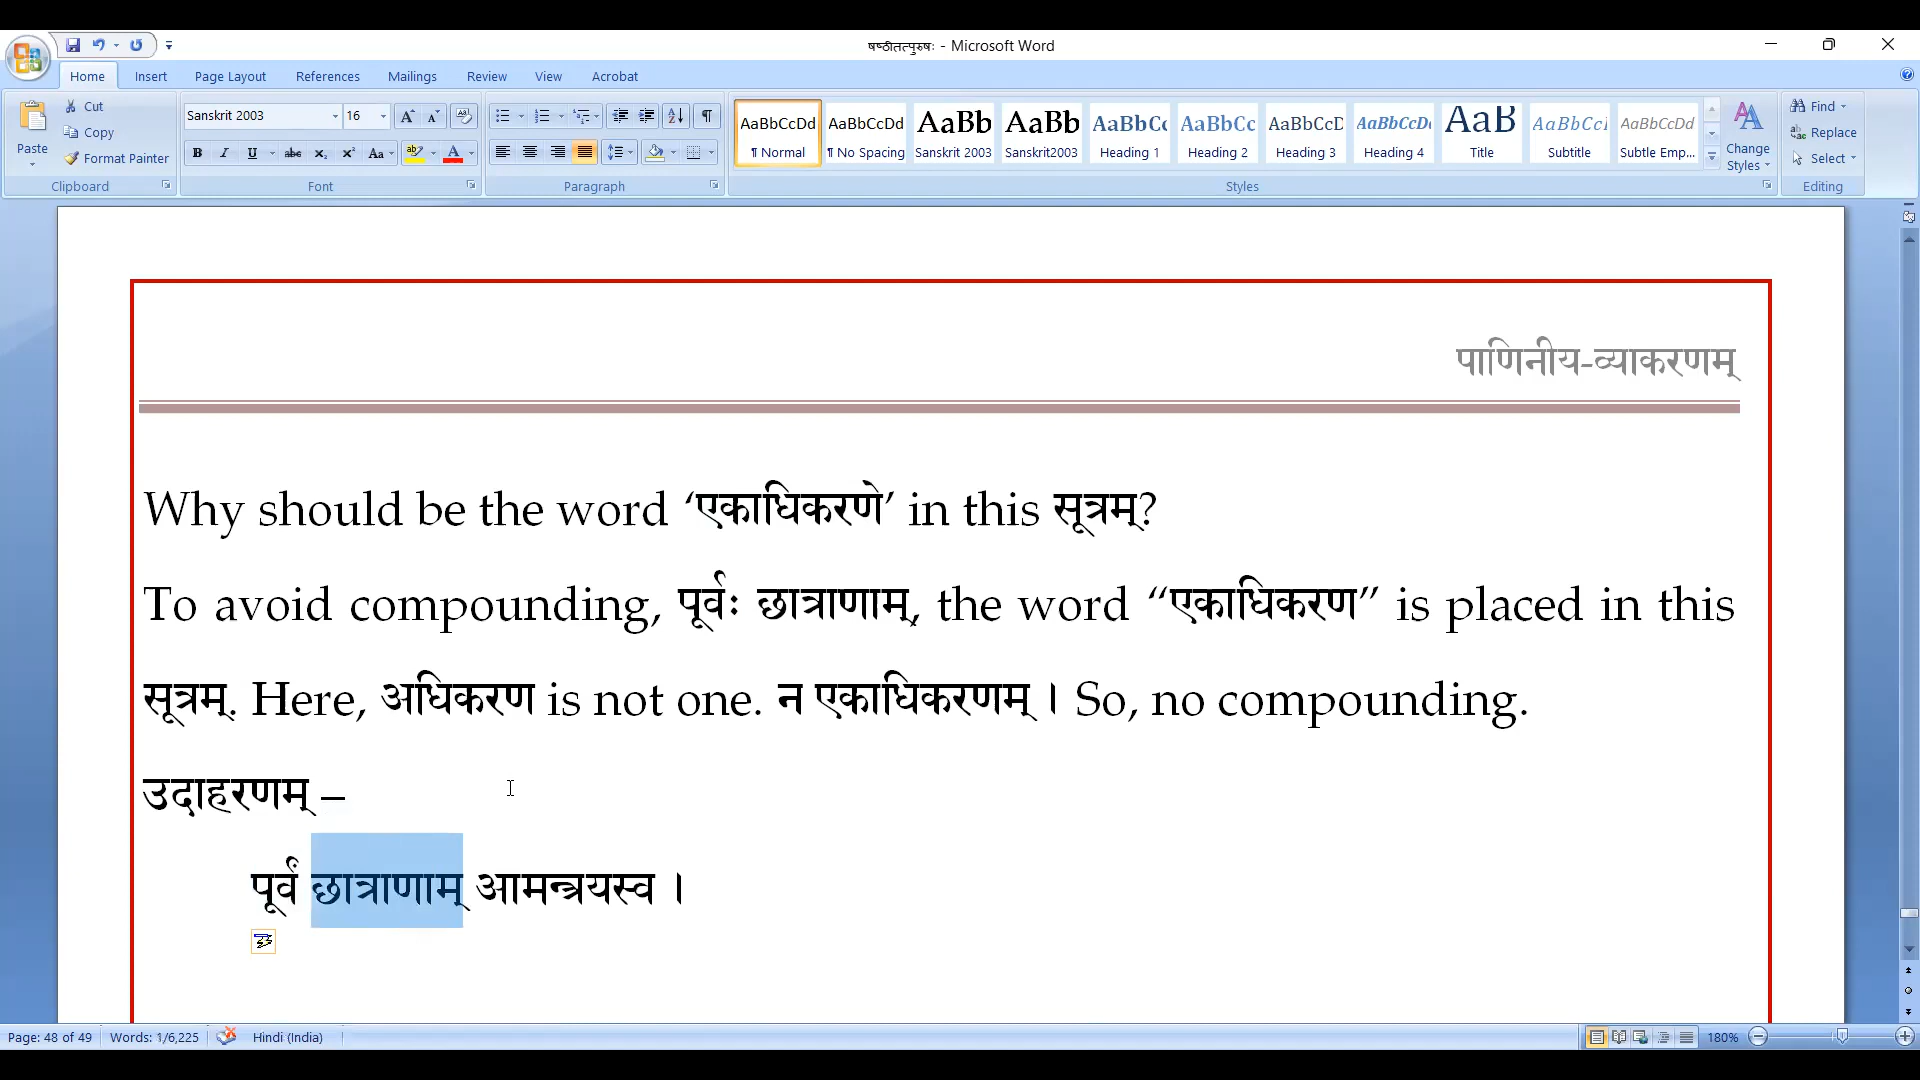 षष्ठीतत्पुरुषः - Microsoft Word
Home Insert Page Layout References Mailings Review View Acrobat
Cut
Copy
Paste
Format Painter
Clipboard
Sanskrit 2003 16
Font
Paragraph
AaBbCcDd AaBbCcDd AaBb AaBb AaBbCc AaBbCc AaBbCcD AaBbCcDc AaB AaBbCcI AaBbCcDd
¶ Normal ¶ No Spacing Sanskrit 2003 Sanskrit2003 Heading 1 Heading 2 Heading 3 Heading 4 Title Subtitle Subtle Emp...
Change Styles
Styles
Find
Replace
Select
Editing
पाणिनीय-व्याकरणम्
Why should be the word ‘एकाधिकरणे’ in this सूत्रम्?
To avoid compounding, पूर्वः छात्राणाम्, the word “एकाधिकरण” is placed in this
सूत्रम्. Here, अधिकरण is not one. न एकाधिकरणम् । So, no compounding.
उदाहरणम् –
पूर्वं छात्राणाम् आमन्त्रयस्व ।
Page: 48 of 49 Words: 1/6,225 Hindi (India) 180%